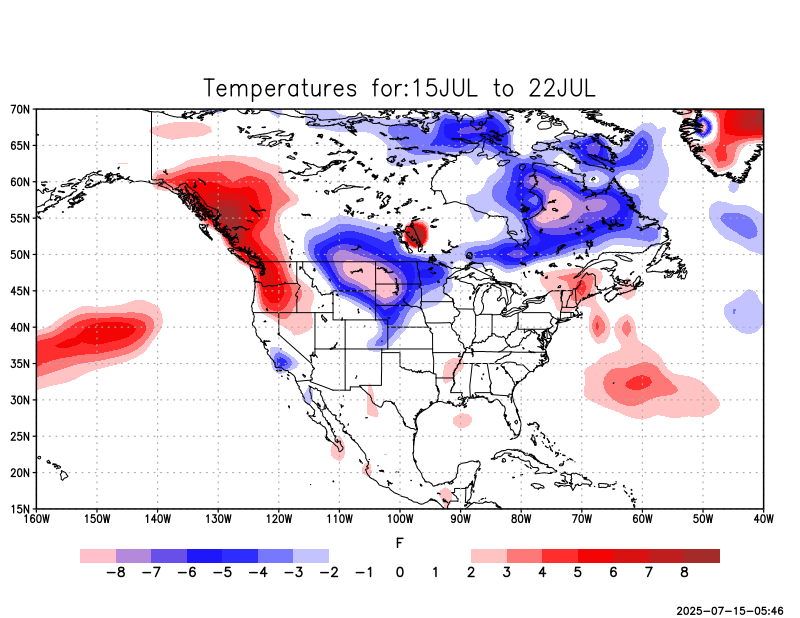 Temperatures for:15JUL to 22JUL
70N
65N
60N
55N
50N
45N
40N
35N
30N
25N
20N
15N
160W 150W 140W 130W 120W 110W 100W 90W 80W 70W 60W 50W 40W
F
−8 −7 −6 −5 −4 −3 −2 −1 0 1 2 3 4 5 6 7 8
2025-07-15-05:46